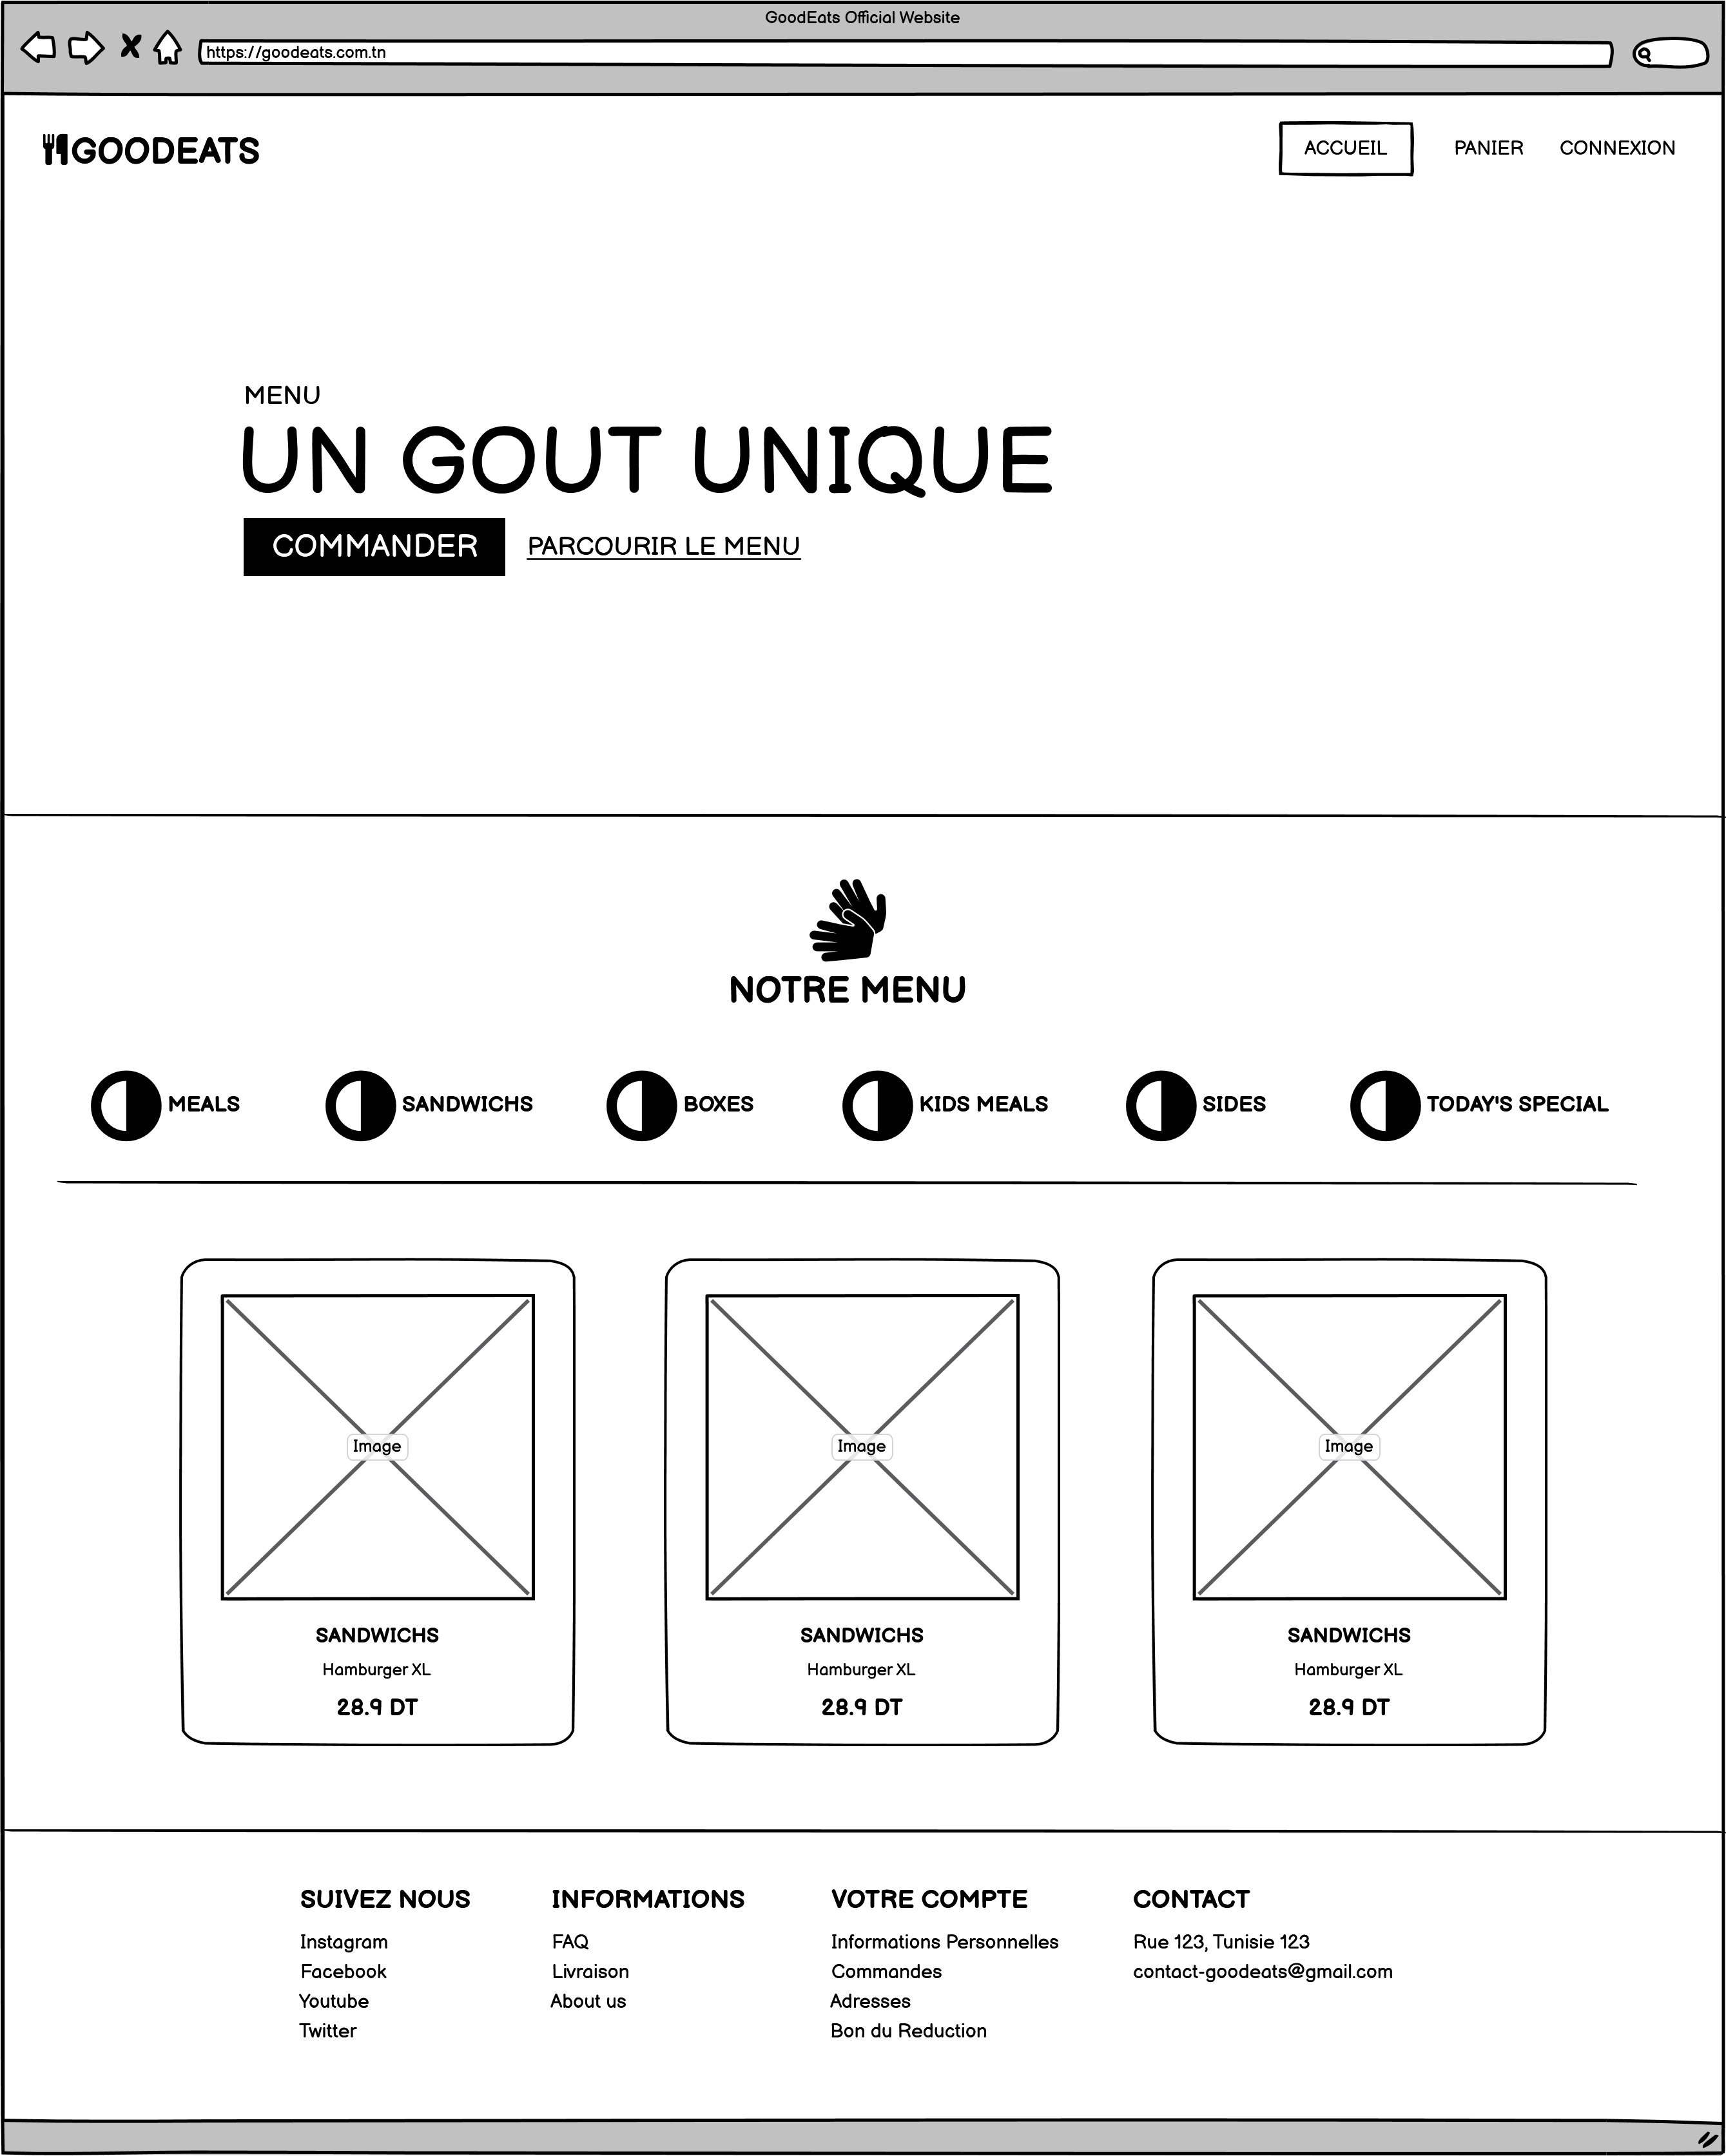 GoodEats Official Website
https://goodeats.com.tn
GOODEATS
ACCUEIL PANIER CONNEXION
MENU
UN GOUT UNIQUE
COMMANDER PARCOURIR LE MENU
NOTRE MENU
MEALS SANDWICHS BOXES KIDS MEALS SIDES TODAY'S SPECIAL
Image
SANDWICHS
Hamburger XL
28.9 DT
Image
SANDWICHS
Hamburger XL
28.9 DT
Image
SANDWICHS
Hamburger XL
28.9 DT
SUIVEZ NOUS
Instagram
Facebook
Youtube
Twitter
INFORMATIONS
FAQ
Livraison
About us
VOTRE COMPTE
Informations Personnelles
Commandes
Adresses
Bon du Reduction
CONTACT
Rue 123, Tunisie 123
contact-goodeats@gmail.com